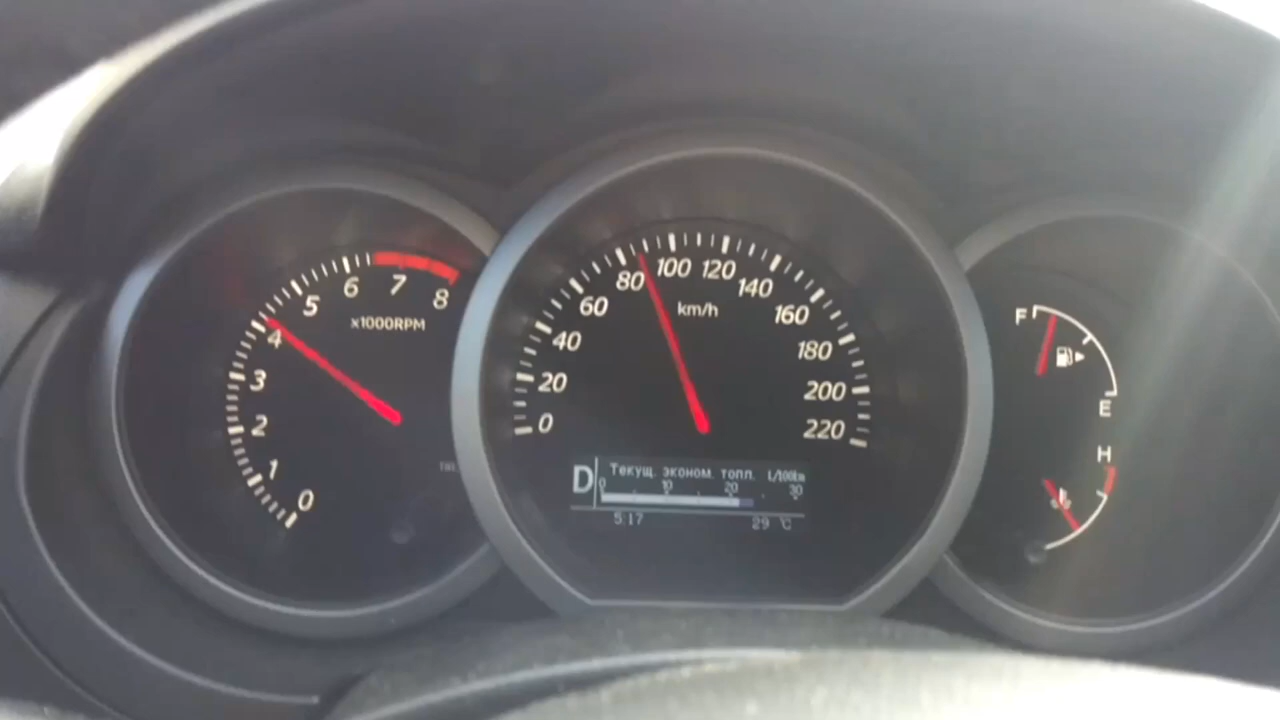 0 1 2 3 4 5 6 7 8
x1000RPM
0 20 40 60 80 100 120 140 160 180 200 220
km/h
D
Текущ. эконом. топл. L/100km
0 10 20 30
5:17 29 °C
F
E
H